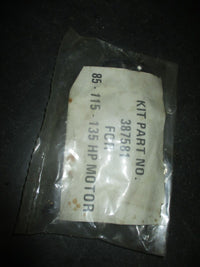 KIT PART NO.
387581
FOR
85 - 115 - 135 HP MOTOR